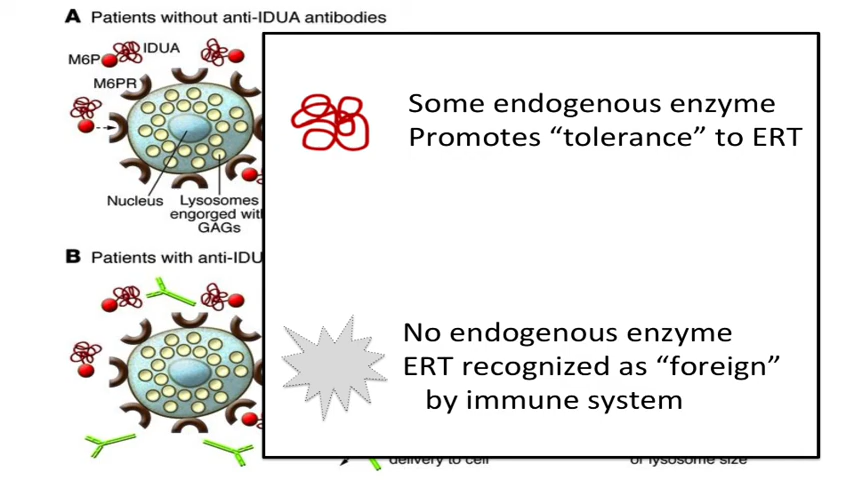 A Patients without anti-IDUA antibodies
IDUA
M6P
M6PR
Some endogenous enzyme
Promotes “tolerance” to ERT
Nucleus
Lysosomes
engorged with
GAGs
B Patients with anti-IDU
No endogenous enzyme
ERT recognized as “foreign”
by immune system
delivery to cell
of lysosome size